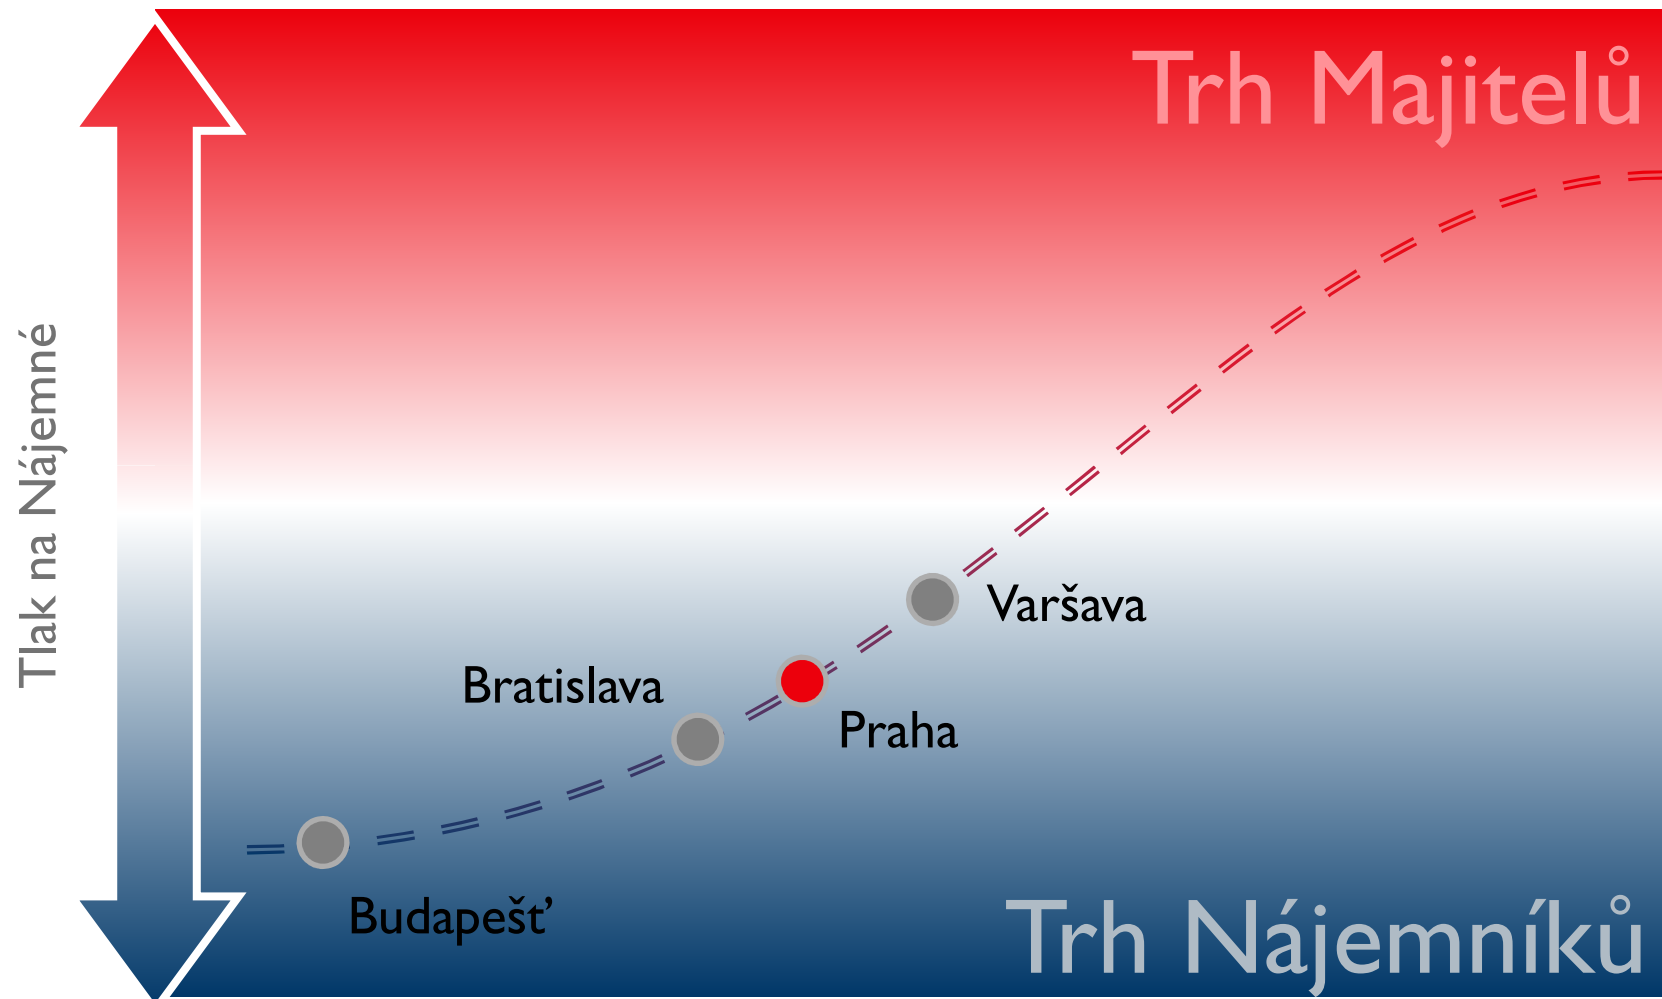 Trh Majitelů
Tlak na Nájemné
Varšava
Bratislava
Praha
Budapešť
Trh Nájemníků